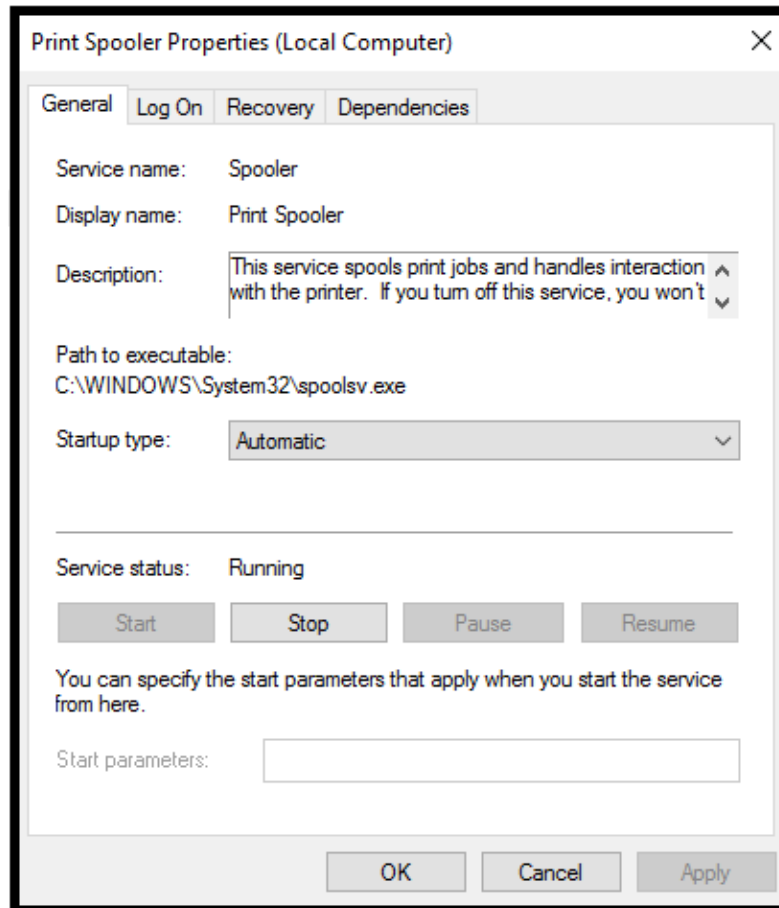 Print Spooler Properties (Local Computer)
General Log On Recovery Dependencies
Service name: Spooler
Display name: Print Spooler
Description: This service spools print jobs and handles interaction
with the printer.  If you turn off this service, you won't
Path to executable:
C:\WINDOWS\System32\spoolsv.exe
Startup type: Automatic
Service status: Running
Start Stop Pause Resume
You can specify the start parameters that apply when you start the service
from here.
Start parameters:
OK Cancel Apply